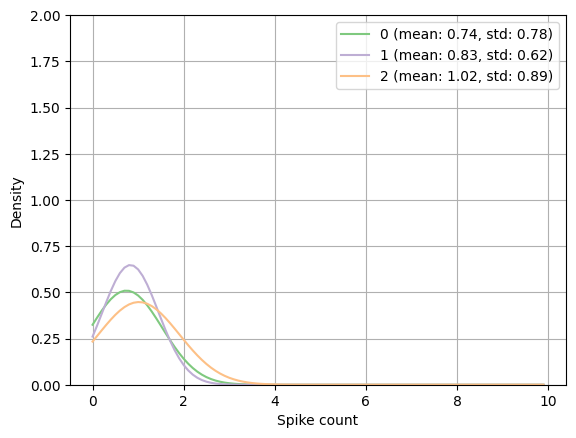 2.00
1.75
1.50
1.25
1.00
0.75
0.50
0.25
0.00
Density
0 (mean: 0.74, std: 0.78)
1 (mean: 0.83, std: 0.62)
2 (mean: 1.02, std: 0.89)
0 2 4 6 8 10
Spike count